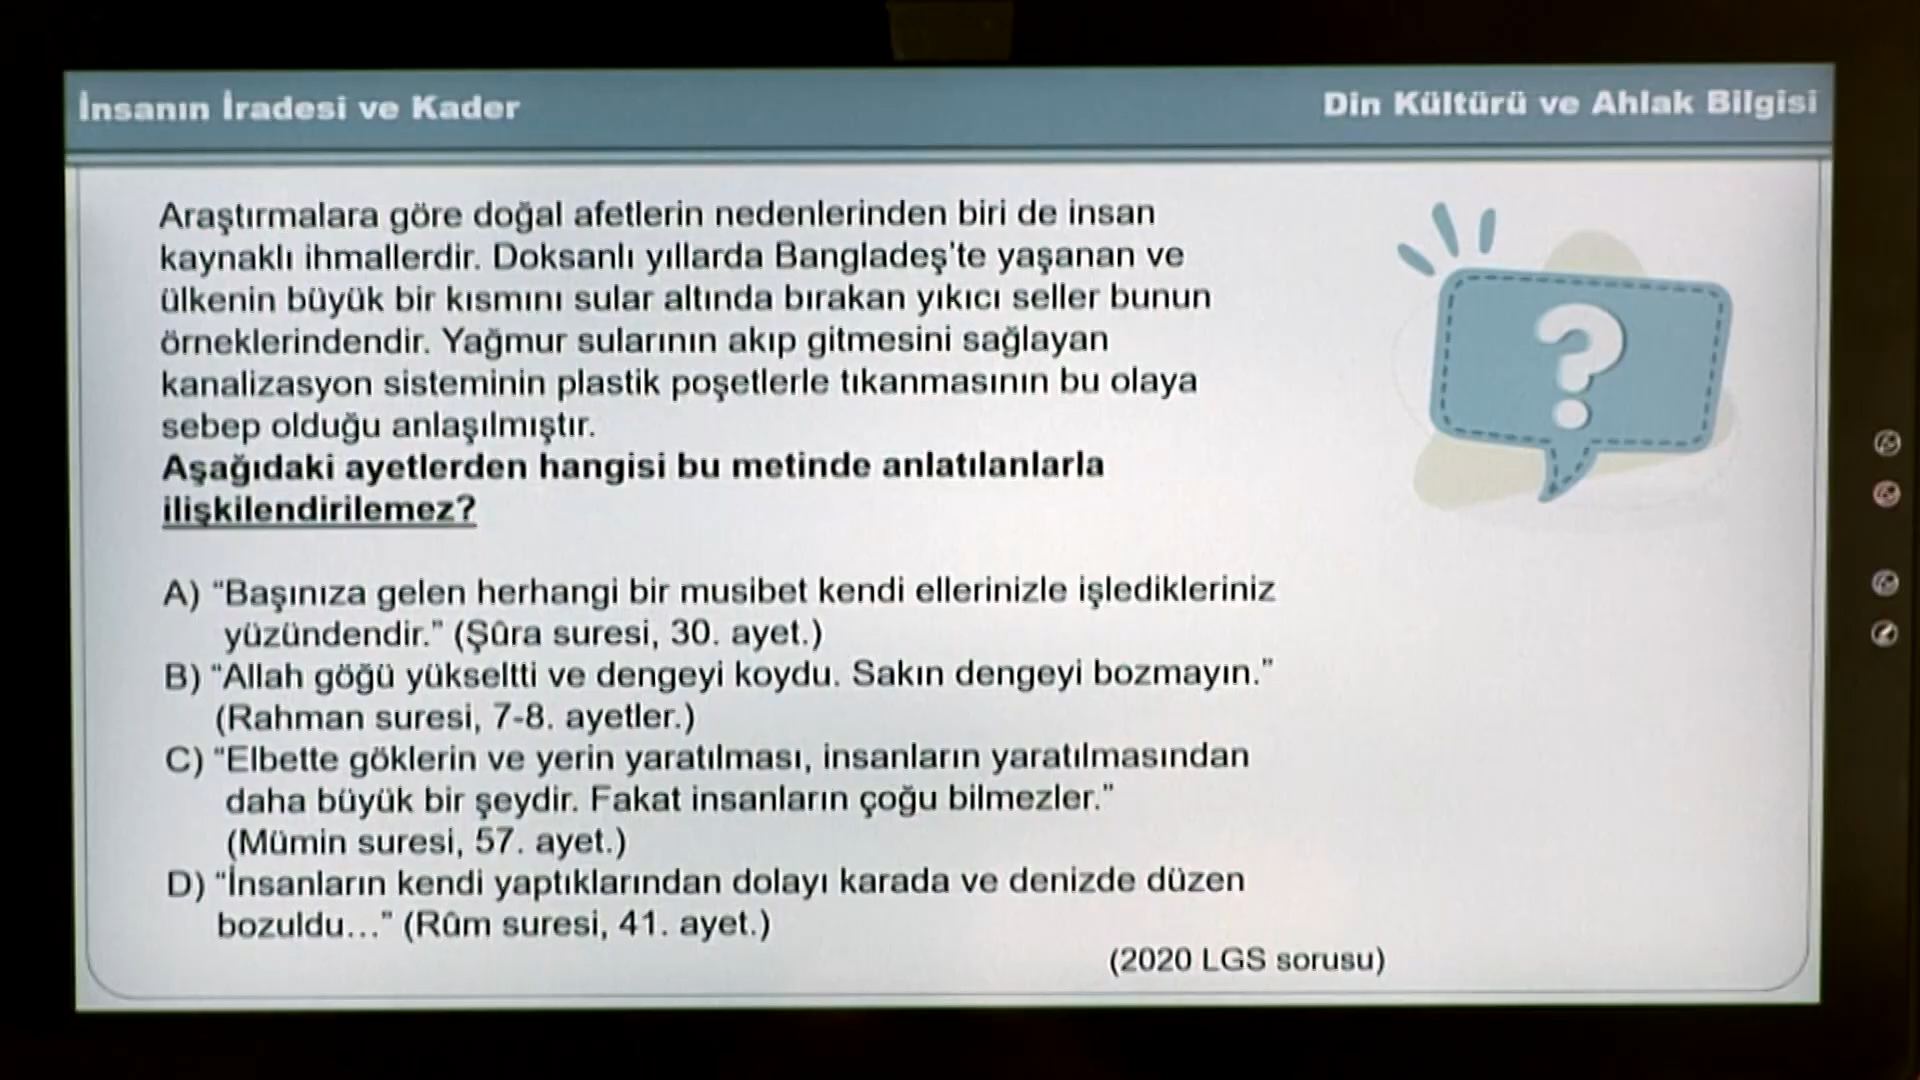 İnsanın İradesi ve Kader
Din Kültürü ve Ahlak Bilgisi
Araştırmalara göre doğal afetlerin nedenlerinden biri de insan
kaynaklı ihmallerdir. Doksanlı yıllarda Bangladeş'te yaşanan ve
ülkenin büyük bir kısmını sular altında bırakan yıkıcı seller bunun
örneklerindendir. Yağmur sularının akıp gitmesini sağlayan
kanalizasyon sisteminin plastik poşetlerle tıkanmasının bu olaya
sebep olduğu anlaşılmıştır.
Aşağıdaki ayetlerden hangisi bu metinde anlatılanlarla
ilişkilendirilemez?
A) “Başınıza gelen herhangi bir musibet kendi ellerinizle işledikleriniz
yüzündendir.” (Şûra suresi, 30. ayet.)
B) “Allah göğü yükseltti ve dengeyi koydu. Sakın dengeyi bozmayın.”
(Rahman suresi, 7-8. ayetler.)
C) “Elbette göklerin ve yerin yaratılması, insanların yaratılmasından
daha büyük bir şeydir. Fakat insanların çoğu bilmezler.”
(Mümin suresi, 57. ayet.)
D) “İnsanların kendi yaptıklarından dolayı karada ve denizde düzen
bozuldu...” (Rûm suresi, 41. ayet.)
(2020 LGS sorusu)
?